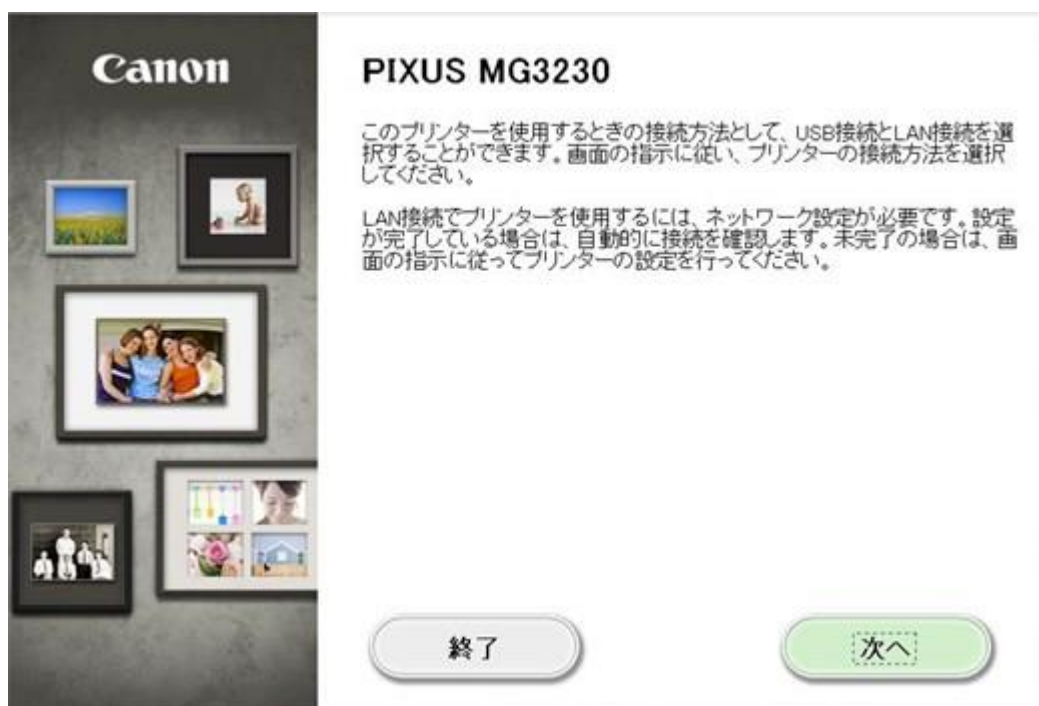 Canon
PIXUS MG3230
このプリンターを使用するときの接続方法として、USB接続とLAN接続を選
択することができます。画面の指示に従い、プリンターの接続方法を選択
してください。
LAN接続でプリンターを使用するには、ネットワーク設定が必要です。設定
が完了している場合は、自動的に接続を確認します。未完了の場合は、画
面の指示に従ってプリンターの設定を行ってください。
終了
次へ